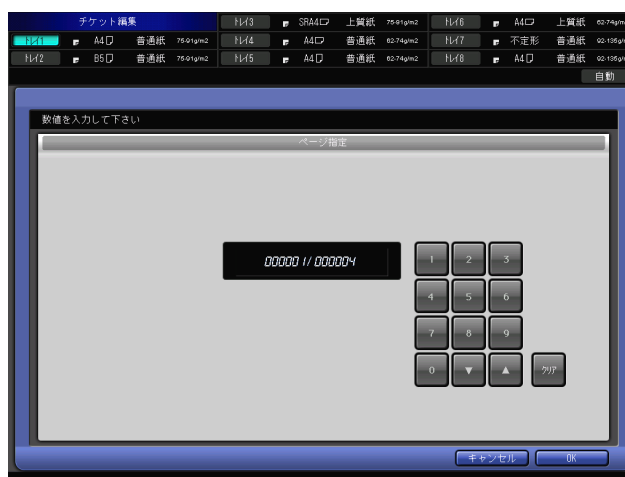 チケット編集 トレイ3 SRA4 上質紙 75-91g/m2 トレイ6 A4 上質紙 62-74g/m
トレイ1 A4 普通紙 75-91g/m2 トレイ4 A4 普通紙 62-74g/m2 トレイ7 不定形 普通紙 92-135g/
トレイ2 B5 普通紙 75-91g/m2 トレイ5 A4 普通紙 62-74g/m2 トレイ8 A4 普通紙 92-135g/
自動
数値を入力して下さい
ページ指定
000001/000004
1 2 3
4 5 6
7 8 9
0 ▼ ▲ クリア
キャンセル OK